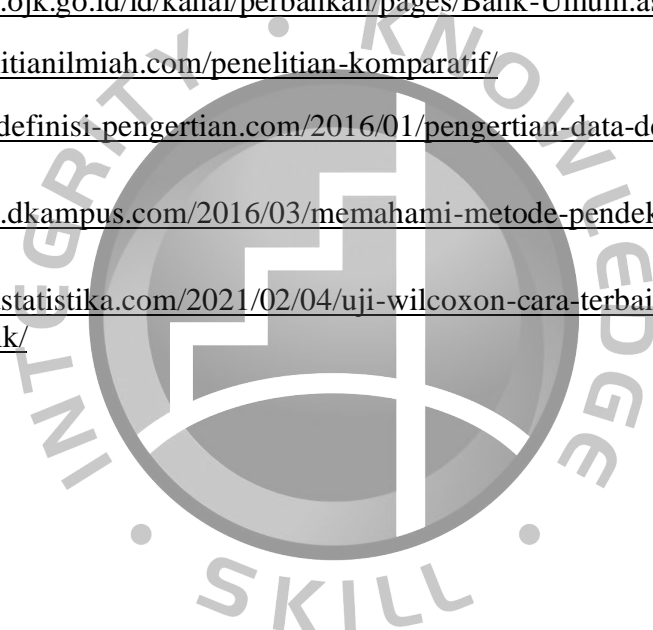 .ojk.go.id/id/kanal/perbankan/pages/Bank-Umum.as
itianilmiah.com/penelitian-komparatif/
definisi-pengertian.com/2016/01/pengertian-data-d
.dkampus.com/2016/03/memahami-metode-pendek
statistika.com/2021/02/04/uji-wilcoxon-cara-terbai
k/
INTEGRITY • KNOWLEDGE • SKILL •